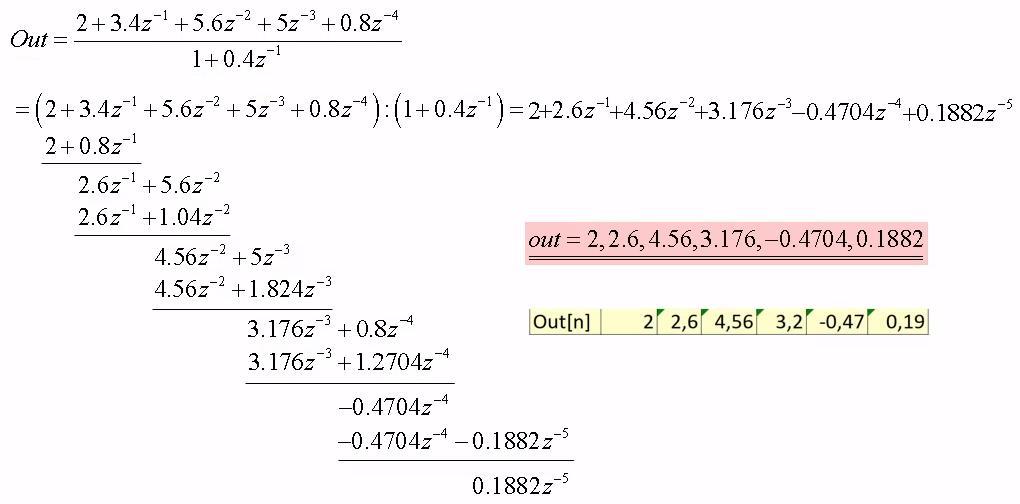 Out = \frac{2+3.4z^{-1}+5.6z^{-2}+5z^{-3}+0.8z^{-4}}{1+0.4z^{-1}}
=(2+3.4z^{-1}+5.6z^{-2}+5z^{-3}+0.8z^{-4}):(1+0.4z^{-1})=2+2.6z^{-1}+4.56z^{-2}+3.176z^{-3}−0.4704z^{-4}+0.1882z^{-5}
2+0.8z^{-1}
2.6z^{-1}+5.6z^{-2}
2.6z^{-1}+1.04z^{-2}
4.56z^{-2}+5z^{-3}
4.56z^{-2}+1.824z^{-3}
3.176z^{-3}+0.8z^{-4}
3.176z^{-3}+1.2704z^{-4}
−0.4704z^{-4}
−0.4704z^{-4}−0.1882z^{-5}
0.1882z^{-5}
out = 2,2.6,4.56,3.176,−0.4704,0.1882
Out[n] 2 2,6 4,56 3,2 -0,47 0,19